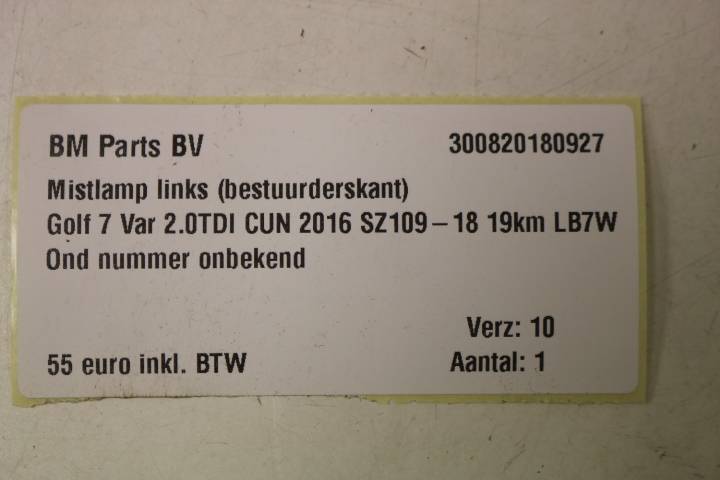 BM Parts BV 300820180927
Mistlamp links (bestuurderskant)
Golf 7 Var 2.0TDI CUN 2016 SZ109-18 19km LB7W
Ond nummer onbekend
Verz: 10
55 euro inkl. BTW Aantal: 1